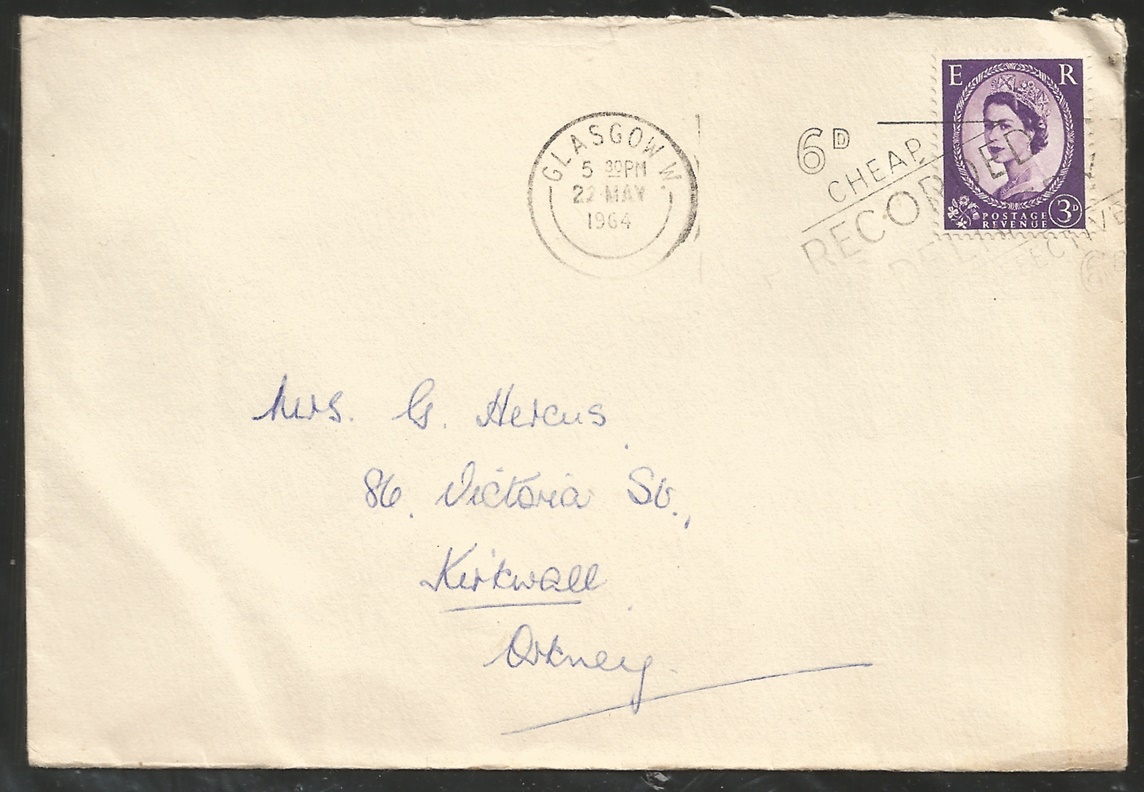 GLASGOW W.
5 30PM
22 MAY
1964
6D
CHEAP
RECORDED
E R
POSTAGE
REVENUE
3D
Mrs. G. Hercus
86. Victoria St.,
Kirkwall
Orkney.